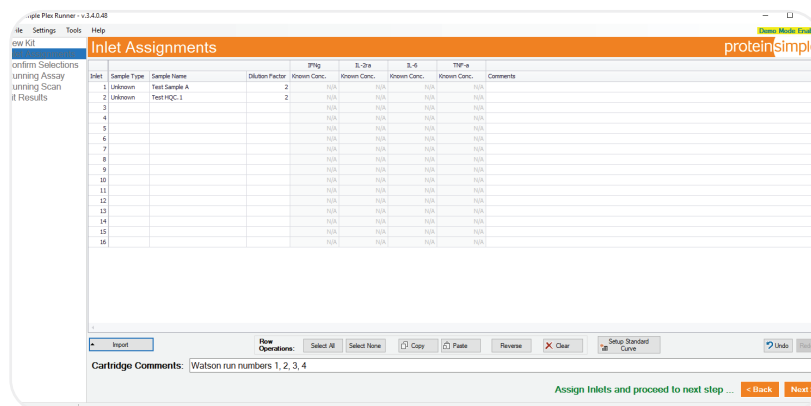 mple Plex Runner - v.3.4.0.48
ile Settings Tools Help
Demo Mode Enab
ew Kit
Inlet Assignments
proteinsimple
onfirm Selections
unning Assay
unning Scan
it Results
IFNg IL-2ra IL-6 TNF-a
Inlet Sample Type Sample Name Dilution Factor Known Conc. Known Conc. Known Conc. Known Conc. Comments
1 Unknown Test Sample A 2 N/A N/A N/A N/A
2 Unknown Test HQC.1 2 N/A N/A N/A N/A
3 N/A N/A N/A N/A
4 N/A N/A N/A N/A
5 N/A N/A N/A N/A
6 N/A N/A N/A N/A
7 N/A N/A N/A N/A
8 N/A N/A N/A N/A
9 N/A N/A N/A N/A
10 N/A N/A N/A N/A
11 N/A N/A N/A N/A
12 N/A N/A N/A N/A
13 N/A N/A N/A N/A
14 N/A N/A N/A N/A
15 N/A N/A N/A N/A
16 N/A N/A N/A N/A
Import Row Operations: Select All Select None Copy Paste Reverse Clear Setup Standard Curve Undo
Cartridge Comments: Watson run numbers 1, 2, 3, 4
Assign Inlets and proceed to next step ... < Back Next